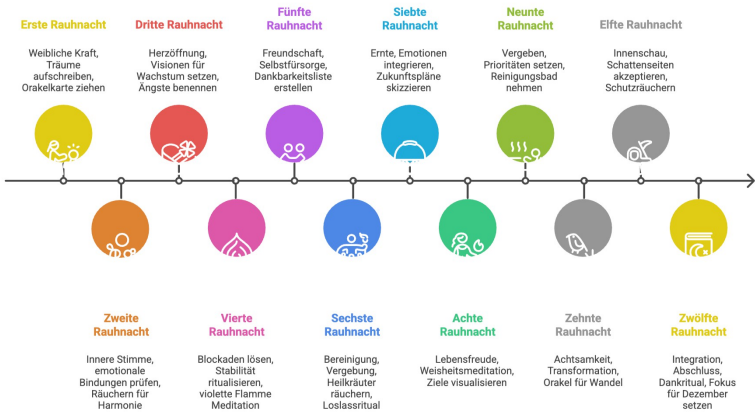 Erste Rauhnacht
Weibliche Kraft,
Träume
aufschreiben,
Orakelkarte ziehen
Dritte Rauhnacht
Herzöffnung,
Visionen für
Wachstum setzen,
Ängste benennen
Fünfte
Rauhnacht
Freundschaft,
Selbstfürsorge,
Dankbarkeitsliste
erstellen
Siebte
Rauhnacht
Ernte, Emotionen
integrieren,
Zukunftspläne
skizzieren
Neunte
Rauhnacht
Vergeben,
Prioritäten setzen,
Reinigungsbad
nehmen
Elfte Rauhnacht
Innenschau,
Schattenseiten
akzeptieren,
Schutzräuchern
Zweite
Rauhnacht
Innere Stimme,
emotionale
Bindungen prüfen,
Räuchern für
Harmonie
Vierte
Rauhnacht
Blockaden lösen,
Stabilität
ritualisieren,
violette Flamme
Meditation
Sechste
Rauhnacht
Bereinigung,
Vergebung,
Heilkräuter
räuchern,
Loslassritual
Achte
Rauhnacht
Lebensfreude,
Weisheitsmeditation,
Ziele visualisieren
Zehnte
Rauhnacht
Achtsamkeit,
Transformation,
Orakel für Wandel
Zwölfte
Rauhnacht
Integration,
Abschluss,
Dankritual, Fokus
für Dezember
setzen